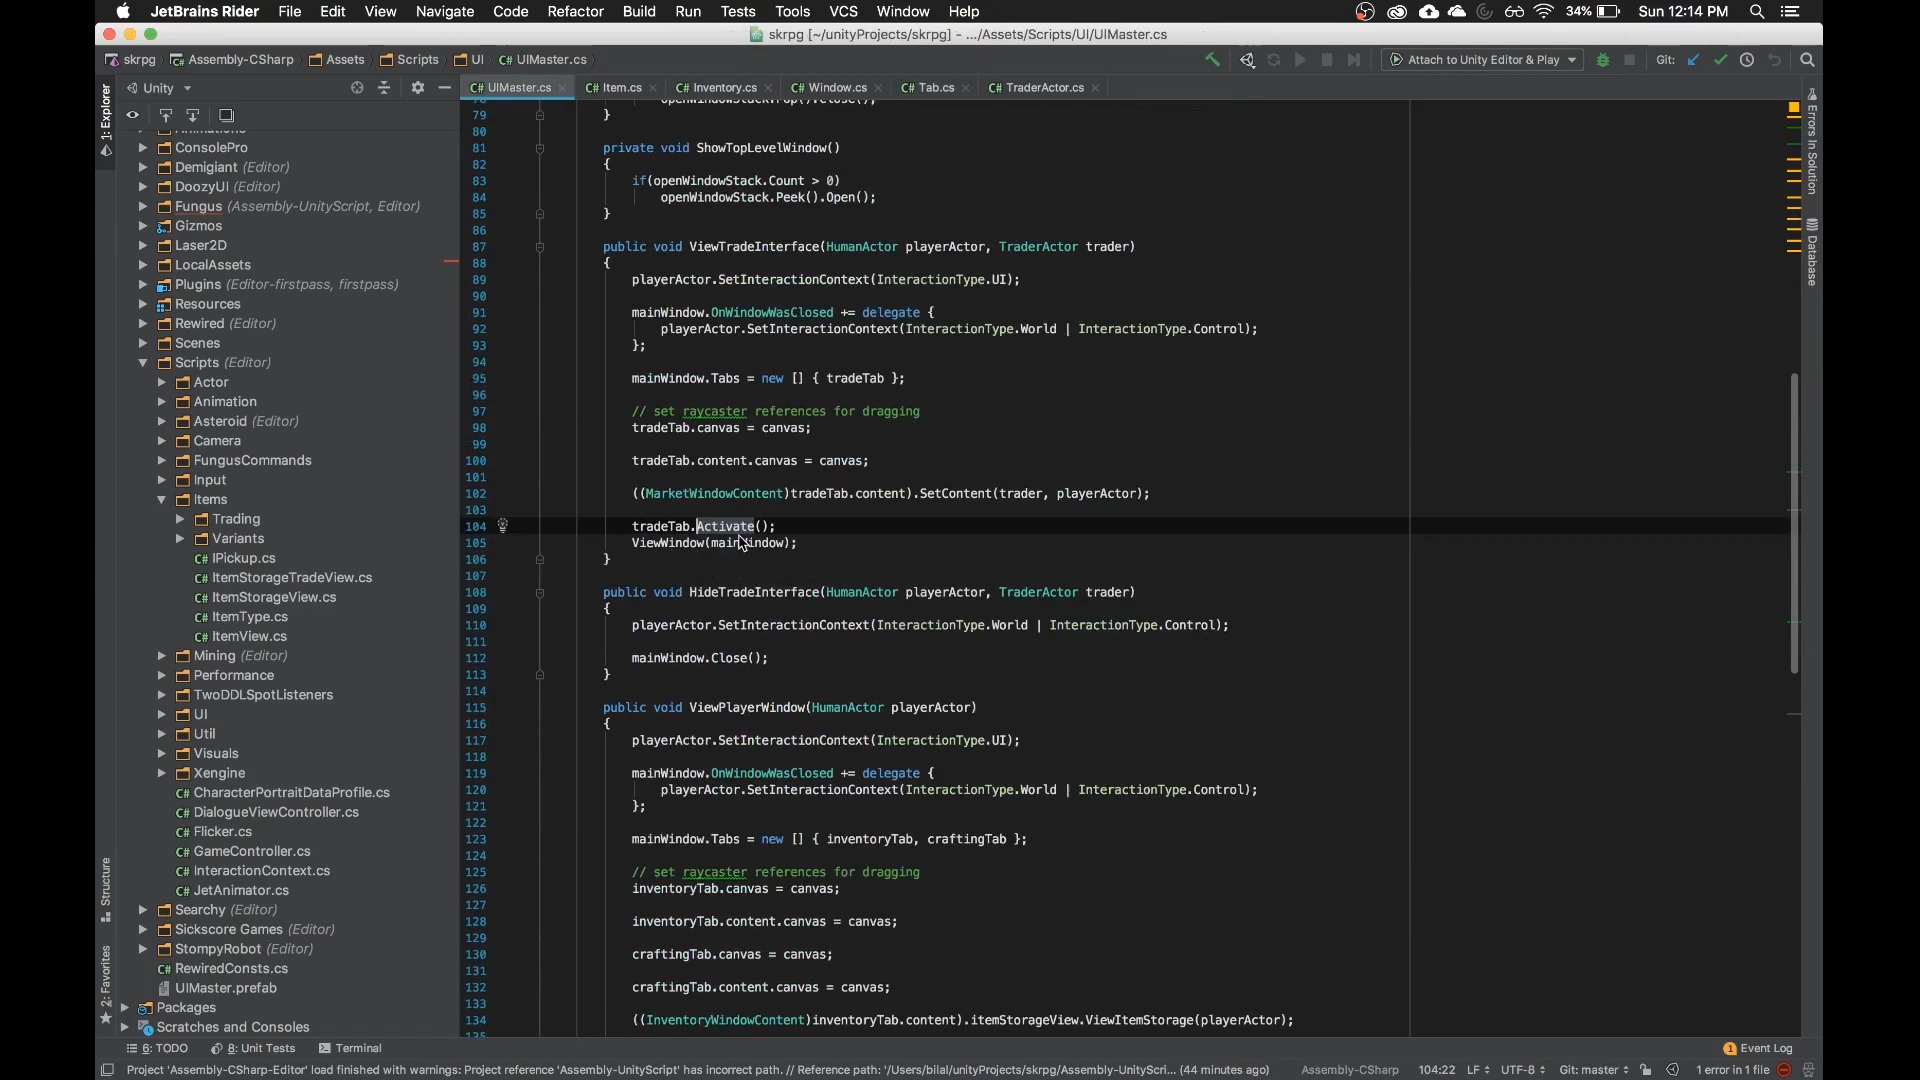 JetBrains Rider File Edit View Navigate Code Refactor Build Run Tests Tools VCS Window Help 34% Sun 12:14 PM
skrpg [~/unityProjects/skrpg] - .../Assets/Scripts/UI/UIMaster.cs
skrpg Assembly-CSharp Assets Scripts UI C# UIMaster.cs Attach to Unity Editor & Play Git:
Unity C# UIMaster.cs C# Item.cs C# Inventory.cs C# Window.cs C# Tab.cs C# TraderActor.cs
1: Explorer
Structure
2: Favorites
Animations
ConsolePro
Demigiant (Editor)
DoozyUI (Editor)
Fungus (Assembly-UnityScript, Editor)
Gizmos
Laser2D
LocalAssets
Plugins (Editor-firstpass, firstpass)
Resources
Rewired (Editor)
Scenes
Scripts (Editor)
Actor
Animation
Asteroid (Editor)
Camera
FungusCommands
Input
Items
Trading
Variants
C# IPickup.cs
C# ItemStorageTradeView.cs
C# ItemStorageView.cs
C# ItemType.cs
C# ItemView.cs
Mining (Editor)
Performance
TwoDDLSpotListeners
UI
Util
Visuals
Xengine
C# CharacterPortraitDataProfile.cs
C# DialogueViewController.cs
C# Flicker.cs
C# GameController.cs
C# InteractionContext.cs
C# JetAnimator.cs
Searchy (Editor)
Sickscore Games (Editor)
StompyRobot (Editor)
C# RewiredConsts.cs
UIMaster.prefab
Packages
Scratches and Consoles
78 openWindowStack.Pop().Close();
79 }
80
81 private void ShowTopLevelWindow()
82 {
83 if(openWindowStack.Count > 0)
84 openWindowStack.Peek().Open();
85 }
86
87 public void ViewTradeInterface(HumanActor playerActor, TraderActor trader)
88 {
89 playerActor.SetInteractionContext(InteractionType.UI);
90
91 mainWindow.OnWindowWasClosed += delegate {
92 playerActor.SetInteractionContext(InteractionType.World | InteractionType.Control);
93 };
94
95 mainWindow.Tabs = new [] { tradeTab };
96
97 // set raycaster references for dragging
98 tradeTab.canvas = canvas;
99
100 tradeTab.content.canvas = canvas;
101
102 ((MarketWindowContent)tradeTab.content).SetContent(trader, playerActor);
103
104 tradeTab.Activate();
105 ViewWindow(mainWindow);
106 }
107
108 public void HideTradeInterface(HumanActor playerActor, TraderActor trader)
109 {
110 playerActor.SetInteractionContext(InteractionType.World | InteractionType.Control);
111
112 mainWindow.Close();
113 }
114
115 public void ViewPlayerWindow(HumanActor playerActor)
116 {
117 playerActor.SetInteractionContext(InteractionType.UI);
118
119 mainWindow.OnWindowWasClosed += delegate {
120 playerActor.SetInteractionContext(InteractionType.World | InteractionType.Control);
121 };
122
123 mainWindow.Tabs = new [] { inventoryTab, craftingTab };
124
125 // set raycaster references for dragging
126 inventoryTab.canvas = canvas;
127
128 inventoryTab.content.canvas = canvas;
129
130 craftingTab.canvas = canvas;
131
132 craftingTab.content.canvas = canvas;
133
134 ((InventoryWindowContent)inventoryTab.content).itemStorageView.ViewItemStorage(playerActor);
135
Errors In Solution
Database
6: TODO 8: Unit Tests Terminal 1 Event Log
Project 'Assembly-CSharp-Editor' load finished with warnings: Project reference 'Assembly-UnityScript' has incorrect path. // Reference path: '/Users/bilal/unityProjects/skrpg/Assembly-UnityScri... (44 minutes ago) Assembly-CSharp 104:22 LF UTF-8 Git: master 1 error in 1 file